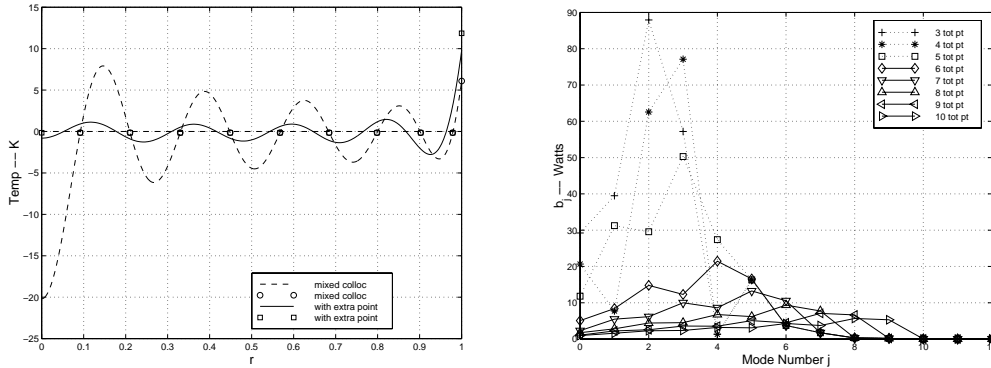 15
10
5
0
−5
−10
−15
−20
−25
0 0.1 0.2 0.3 0.4 0.5 0.6 0.7 0.8 0.9 1
r
Temp −− K
mixed colloc
mixed colloc
with extra point
with extra point
90
80
70
60
50
40
30
20
10
0
0 2 4 6 8 10 12
Mode Number j
b_j −− Watts
3 tot pt
4 tot pt
5 tot pt
6 tot pt
7 tot pt
8 tot pt
9 tot pt
10 tot pt